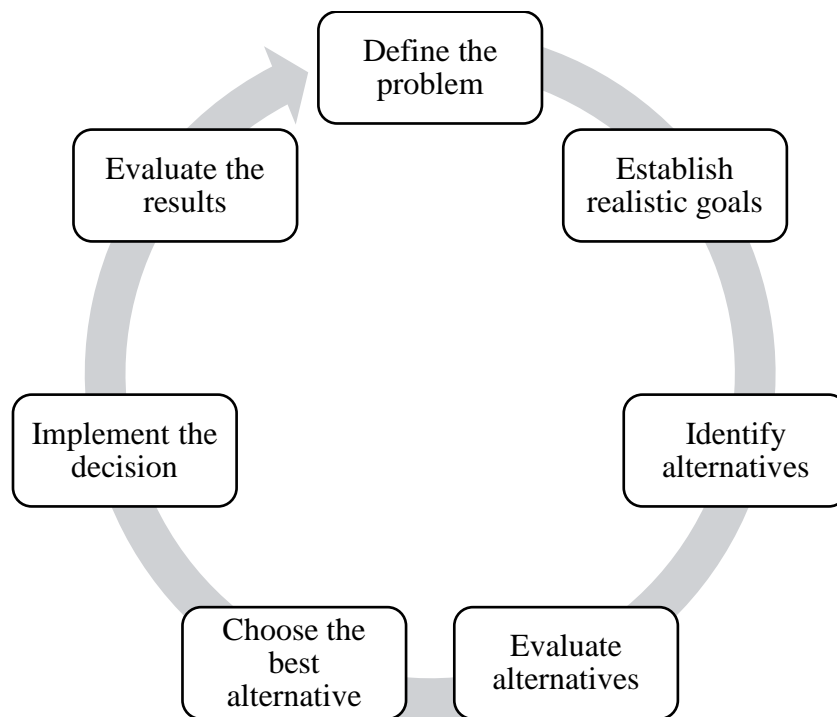 Define the
problem
Establish
realistic goals
Identify
alternatives
Evaluate
alternatives
Choose the
best
alternative
Implement the
decision
Evaluate the
results